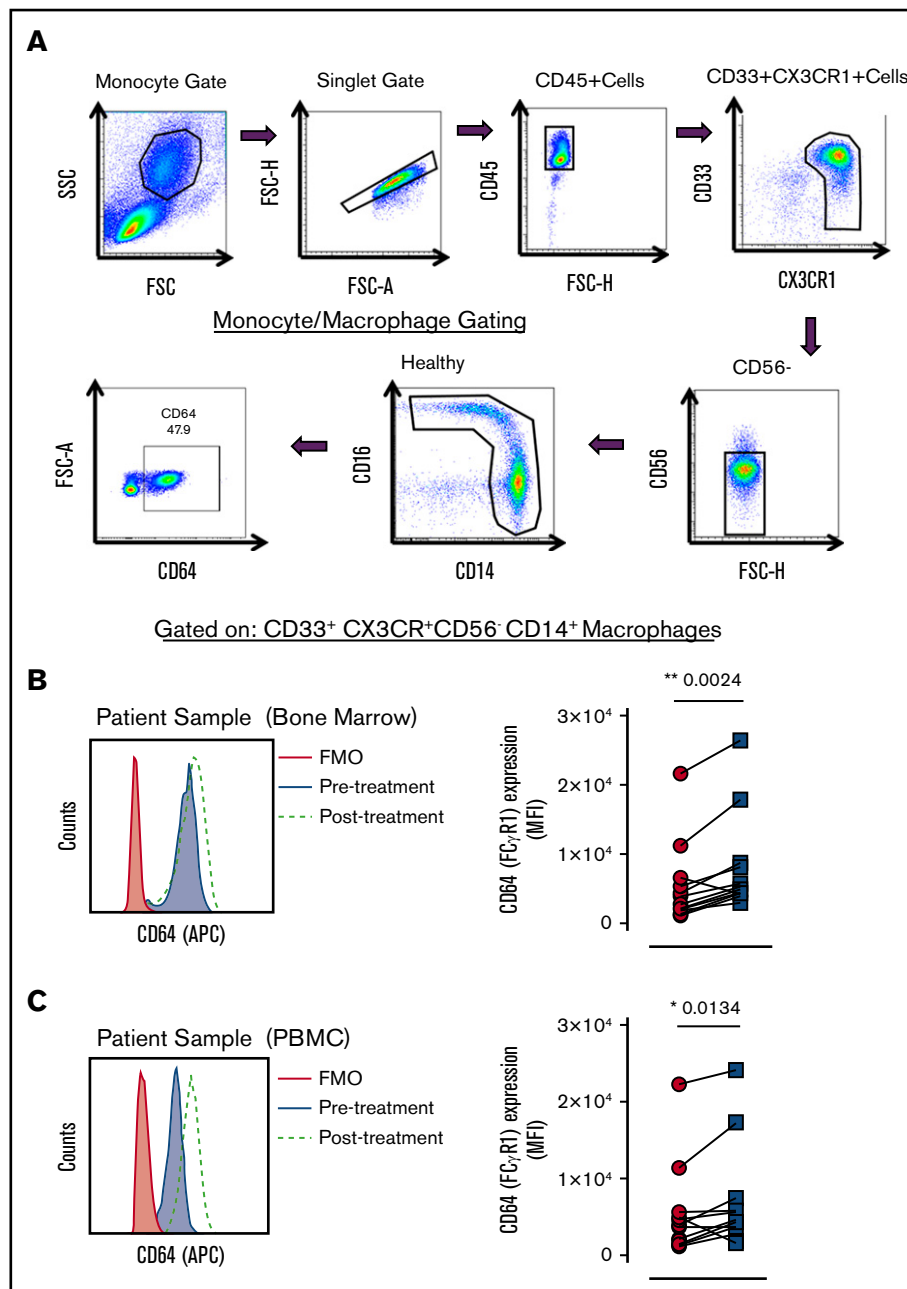 A
Monocyte Gate
Singlet Gate
CD45+Cells
CD33+CX3CR1+Cells
SSC
FSC
FSC-H
FSC-A
CD45
FSC-H
CD33
CX3CR1
Monocyte/Macrophage Gating
Healthy
CD56-
FSC-A
CD64
47.9
CD64
CD16
CD14
CD56
FSC-H
Gated on: CD33⁺ CX3CR⁺CD56⁻ CD14⁺ Macrophages
B
Patient Sample (Bone Marrow)
Counts
CD64 (APC)
FMO
Pre-treatment
Post-treatment
** 0.0024
CD64 (FCγR1) expression
(MFI)
3×10⁴
2×10⁴
1×10⁴
0
C
Patient Sample (PBMC)
Counts
CD64 (APC)
FMO
Pre-treatment
Post-treatment
* 0.0134
CD64 (FCγR1) expression
(MFI)
3×10⁴
2×10⁴
1×10⁴
0